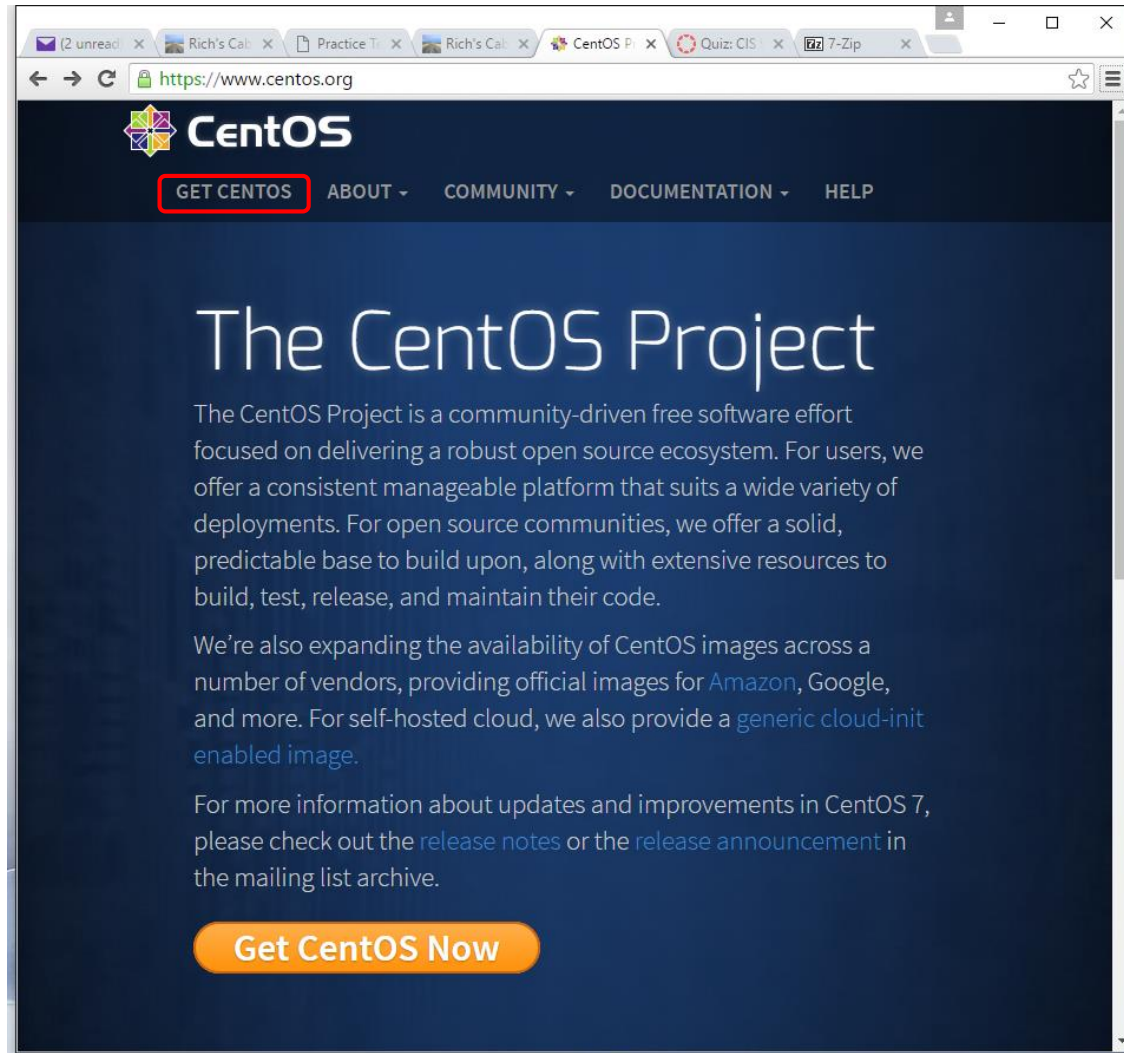 (2 unread
Rich's Cab
Practice Te
Rich's Cab
CentOS P
Quiz: CIS
7z 7-Zip
https://www.centos.org
CentOS
GET CENTOS ABOUT COMMUNITY DOCUMENTATION HELP
The CentOS Project
The CentOS Project is a community-driven free software effort
focused on delivering a robust open source ecosystem. For users, we
offer a consistent manageable platform that suits a wide variety of
deployments. For open source communities, we offer a solid,
predictable base to build upon, along with extensive resources to
build, test, release, and maintain their code.
We’re also expanding the availability of CentOS images across a
number of vendors, providing official images for Amazon, Google,
and more. For self-hosted cloud, we also provide a generic cloud-init
enabled image.
For more information about updates and improvements in CentOS 7,
please check out the release notes or the release announcement in
the mailing list archive.
Get CentOS Now